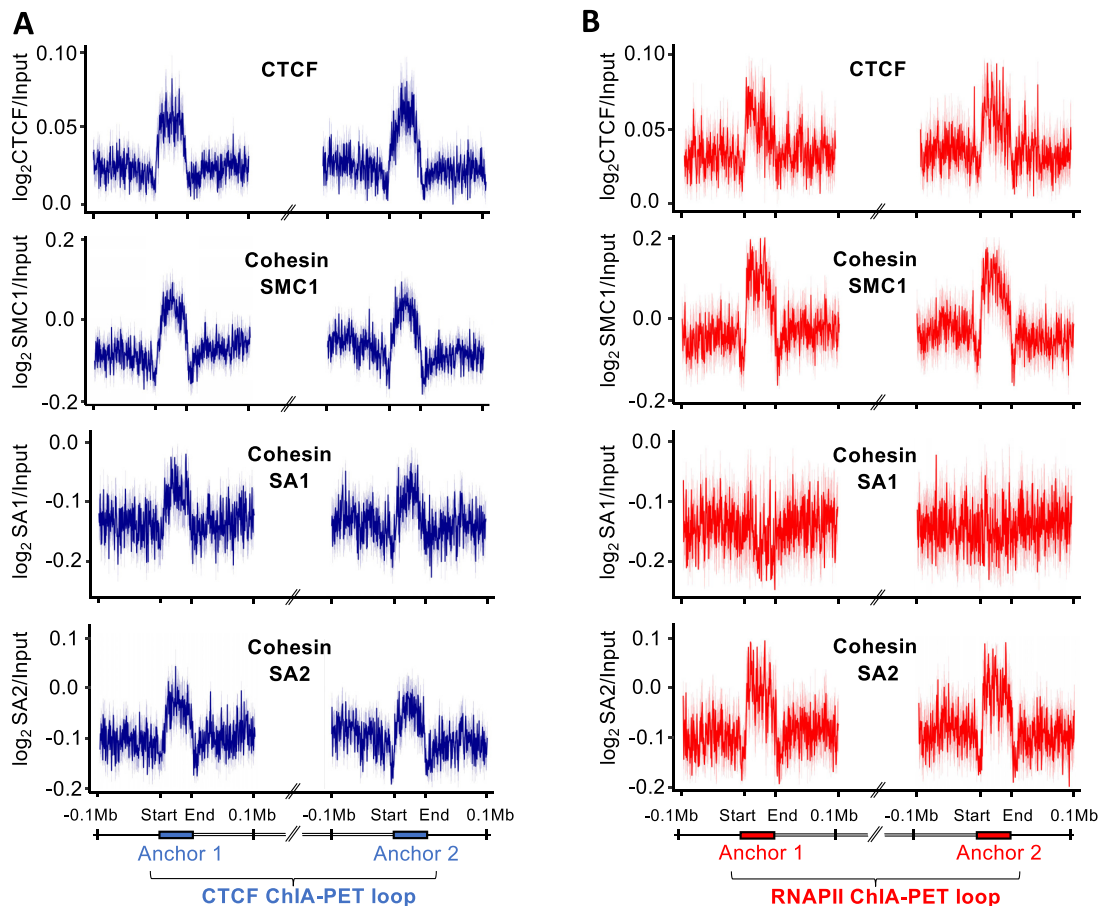 A
log2CTCF/Input
0.10
0.05
0.0
CTCF
log2 SMC1/Input
0.2
0.0
-0.2
Cohesin
SMC1
log2 SA1/Input
0.0
-0.1
-0.2
Cohesin
SA1
log2 SA2/Input
0.1
0.0
-0.1
-0.2
Cohesin
SA2
-0.1Mb Start End 0.1Mb Start End 0.1Mb
Anchor 1 Anchor 2
CTCF ChIA-PET loop
B
log2CTCF/Input
0.10
0.05
0.0
CTCF
log2 SMC1/Input
0.2
0.0
-0.2
Cohesin
SMC1
log2 SA1/Input
0.0
-0.1
-0.2
Cohesin
SA1
log2 SA2/Input
0.1
0.0
-0.1
-0.2
Cohesin
SA2
-0.1Mb Start End 0.1Mb Start End 0.1Mb
Anchor 1 Anchor 2
RNAPII ChIA-PET loop